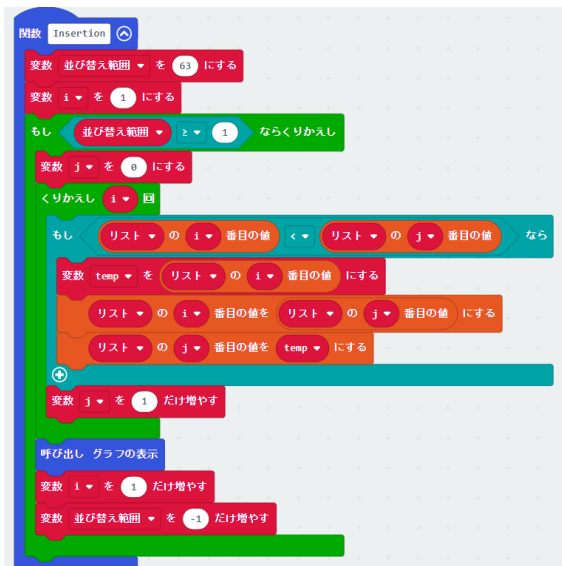 関数 Insertion
変数 並び替え範囲 を 63 にする
変数 i を 1 にする
もし 並び替え範囲 ≥ 1 ならくりかえし
変数 j を 0 にする
くりかえし i 回
もし リスト の i 番目の値 < リスト の j 番目の値 なら
変数 temp を リスト の i 番目の値 にする
リスト の i 番目の値を リスト の j 番目の値 にする
リスト の j 番目の値を temp にする
変数 j を 1 だけ増やす
呼び出し グラフの表示
変数 i を 1 だけ増やす
変数 並び替え範囲 を -1 だけ増やす